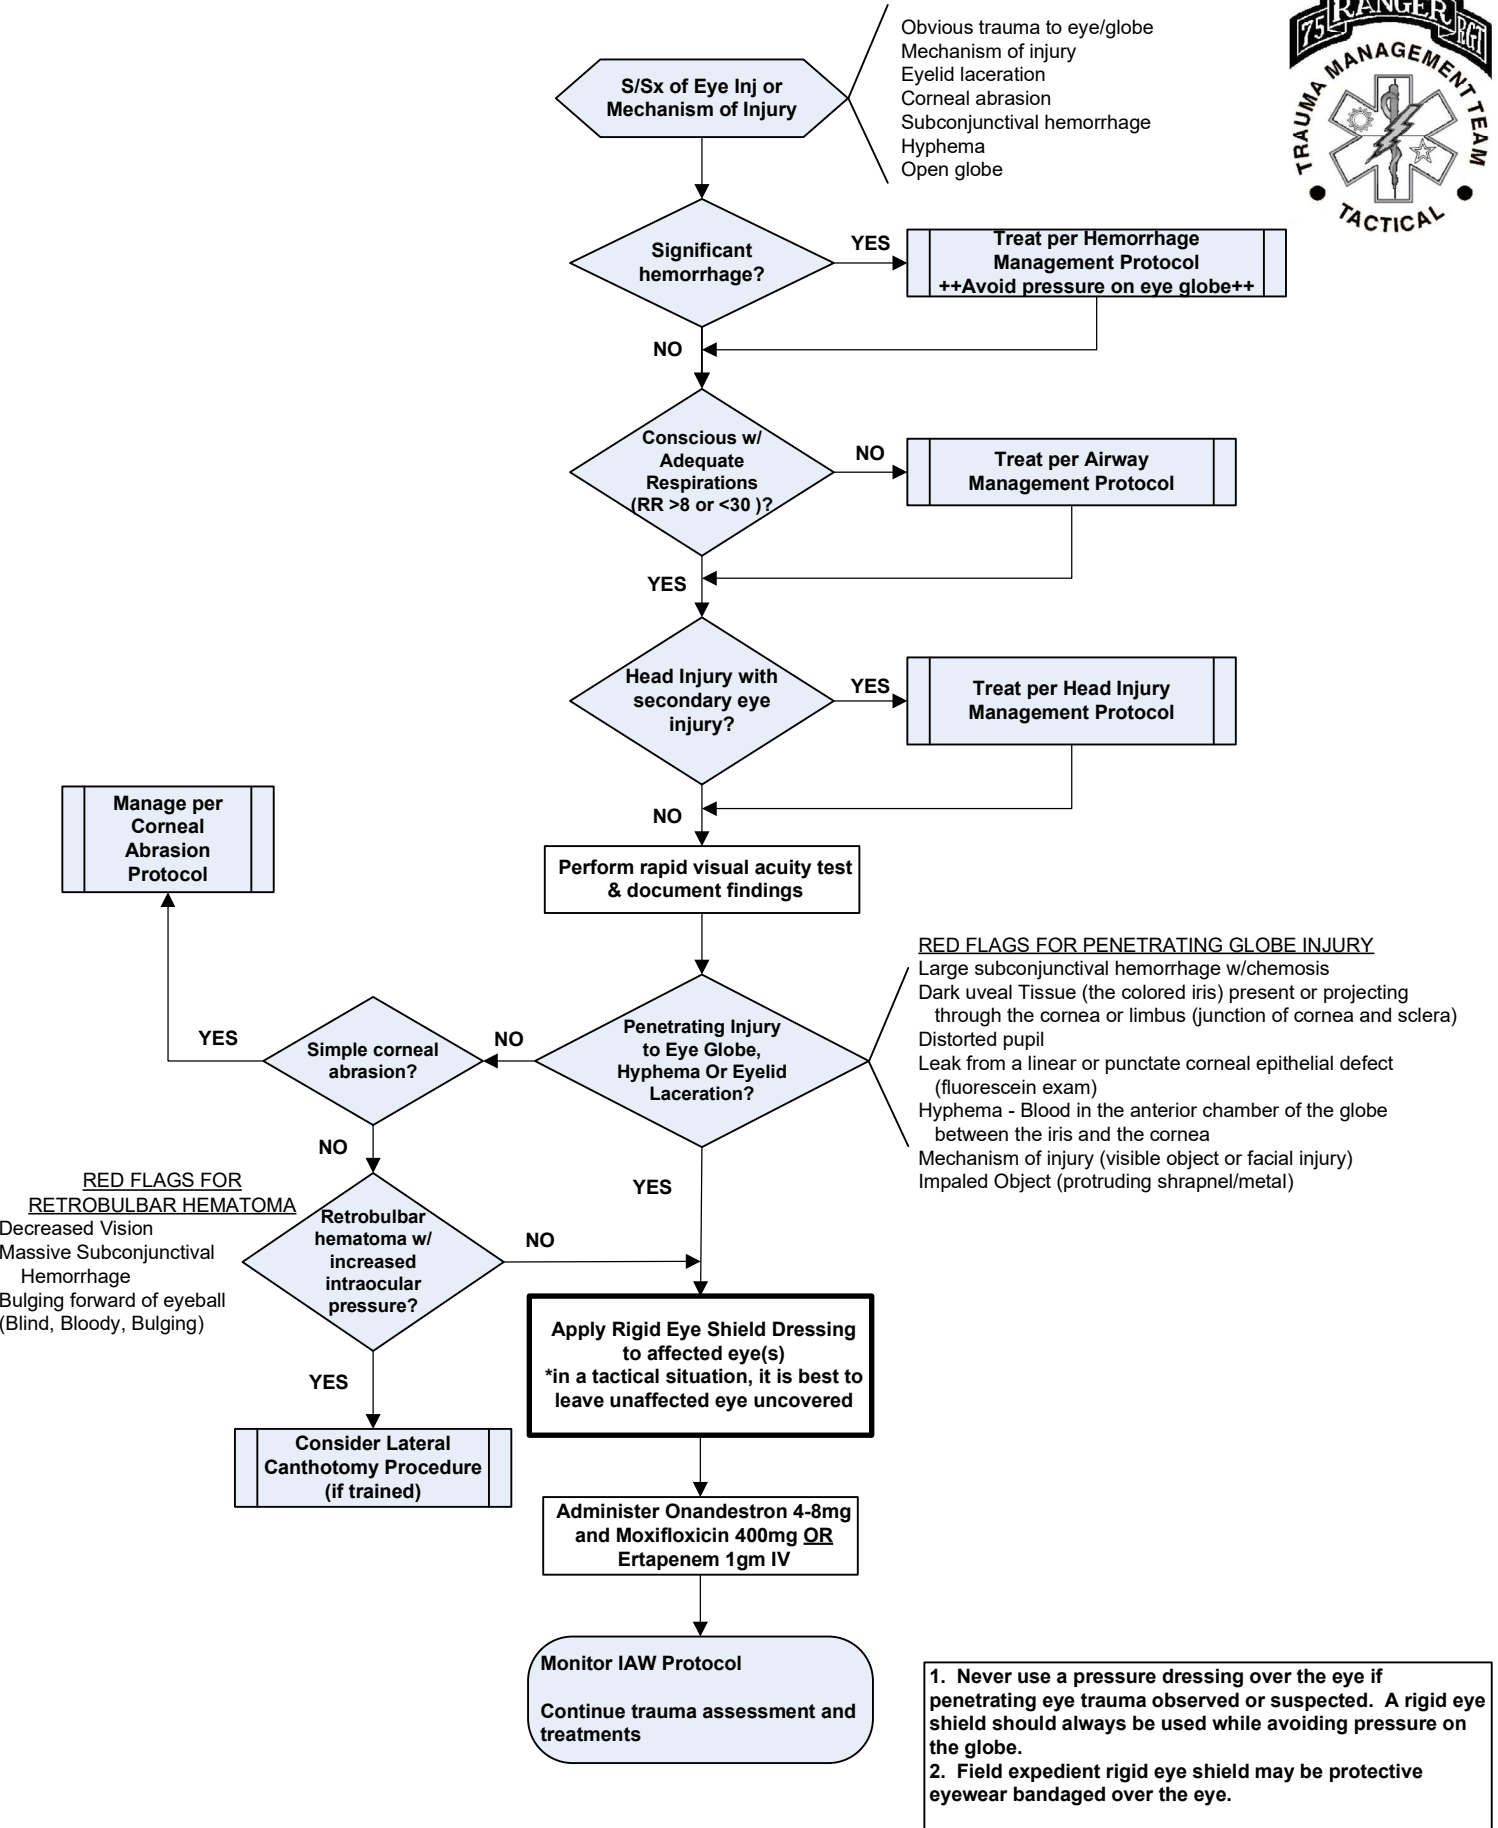 75 RANGER RGT
TRAUMA MANAGEMENT TEAM
TACTICAL
Obvious trauma to eye/globe
Mechanism of injury
Eyelid laceration
Corneal abrasion
Subconjunctival hemorrhage
Hyphema
Open globe
S/Sx of Eye Inj or
Mechanism of Injury
Significant
hemorrhage?
YES
Treat per Hemorrhage
Management Protocol
++Avoid pressure on eye globe++
NO
Conscious w/
Adequate
Respirations
(RR >8 or <30 )?
NO
Treat per Airway
Management Protocol
YES
Head Injury with
secondary eye
injury?
YES
Treat per Head Injury
Management Protocol
NO
Perform rapid visual acuity test
& document findings
Manage per
Corneal
Abrasion
Protocol
RED FLAGS FOR PENETRATING GLOBE INJURY
Large subconjunctival hemorrhage w/chemosis
Dark uveal Tissue (the colored iris) present or projecting
through the cornea or limbus (junction of cornea and sclera)
Distorted pupil
Leak from a linear or punctate corneal epithelial defect
(fluorescein exam)
Hyphema - Blood in the anterior chamber of the globe
between the iris and the cornea
Mechanism of injury (visible object or facial injury)
Impaled Object (protruding shrapnel/metal)
Penetrating Injury
to Eye Globe,
Hyphema Or Eyelid
Laceration?
NO
Simple corneal
abrasion?
YES
NO
YES
RED FLAGS FOR
RETROBULBAR HEMATOMA
Decreased Vision
Massive Subconjunctival
Hemorrhage
Bulging forward of eyeball
(Blind, Bloody, Bulging)
Retrobulbar
hematoma w/
increased
intraocular
pressure?
NO
YES
Consider Lateral
Canthotomy Procedure
(if trained)
Apply Rigid Eye Shield Dressing
to affected eye(s)
*in a tactical situation, it is best to
leave unaffected eye uncovered
Administer Onandestron 4-8mg
and Moxifloxicin 400mg OR
Ertapenem 1gm IV
Monitor IAW Protocol
Continue trauma assessment and
treatments
1. Never use a pressure dressing over the eye if
penetrating eye trauma observed or suspected. A rigid eye
shield should always be used while avoiding pressure on
the globe.
2. Field expedient rigid eye shield may be protective
eyewear bandaged over the eye.